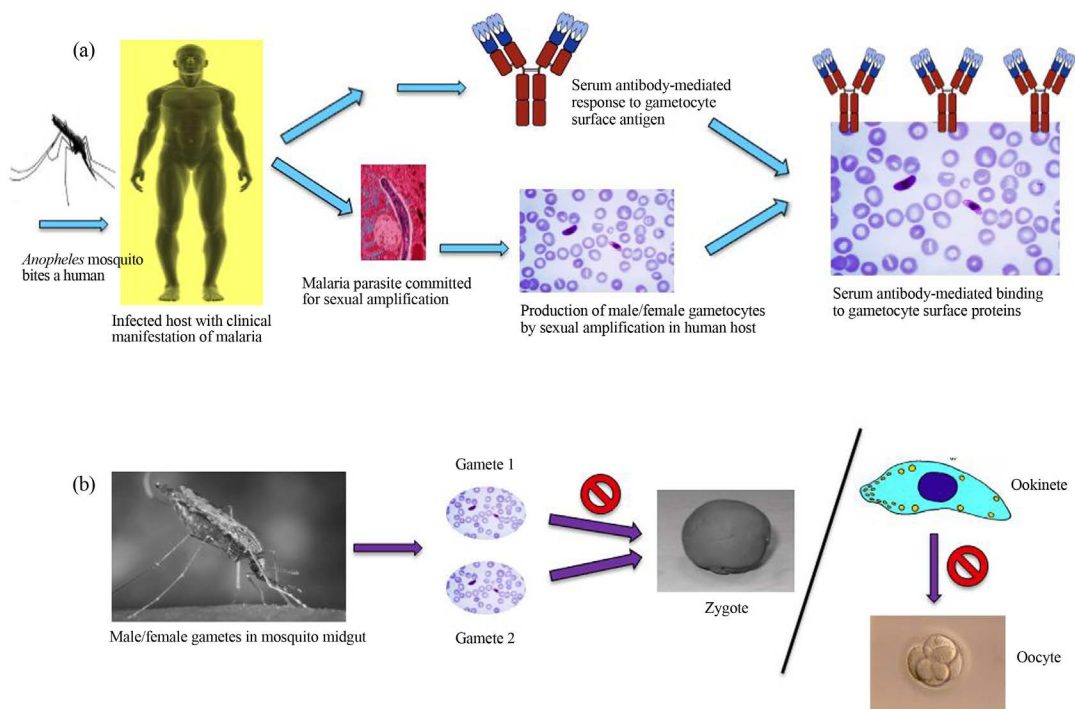 (a)
Anopheles mosquito
bites a human
Infected host with clinical
manifestation of malaria
Serum antibody-mediated
response to gametocyte
surface antigen
Malaria parasite committed
for sexual amplification
Production of male/female gametocytes
by sexual amplification in human host
Serum antibody-mediated binding
to gametocyte surface proteins
(b)
Male/female gametes in mosquito midgut
Gamete 1
Gamete 2
Zygote
Ookinete
Oocyte